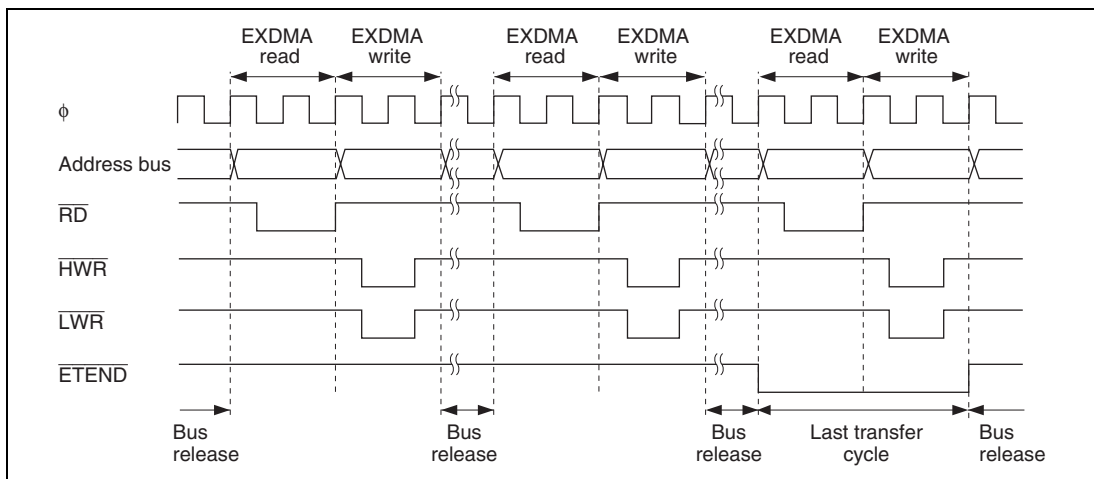 EXDMA read
EXDMA write
EXDMA read
EXDMA write
EXDMA read
EXDMA write
ϕ
Address bus
RD
HWR
LWR
ETEND
Bus release
Bus release
Bus release
Last transfer cycle
Bus release